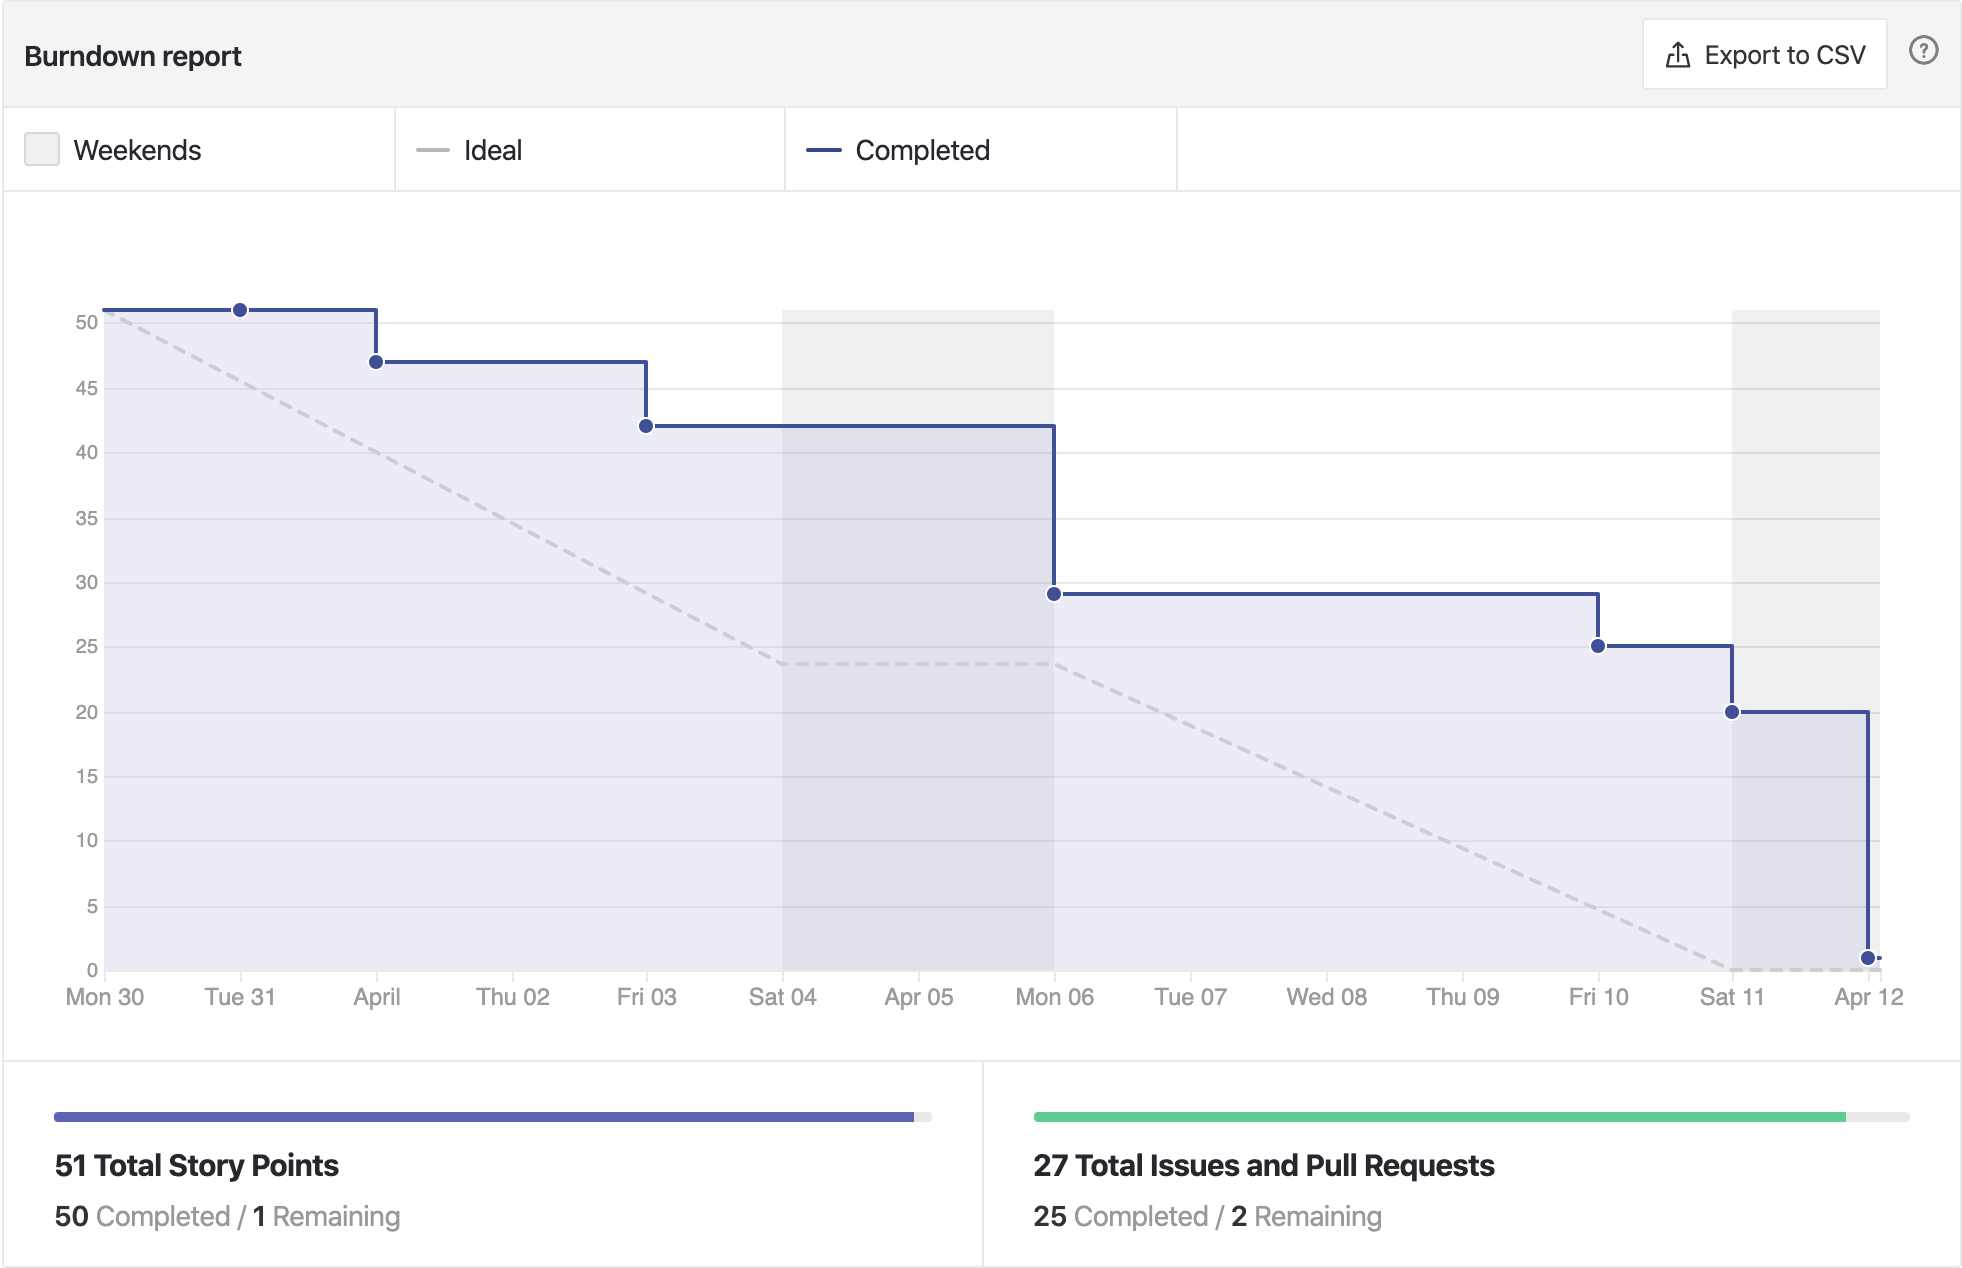 Burndown report
Export to CSV
?
Weekends
Ideal
Completed
50
45
40
35
30
25
20
15
10
5
0
Mon 30 Tue 31 April Thu 02 Fri 03 Sat 04 Apr 05 Mon 06 Tue 07 Wed 08 Thu 09 Fri 10 Sat 11 Apr 12
51 Total Story Points
50 Completed / 1 Remaining
27 Total Issues and Pull Requests
25 Completed / 2 Remaining